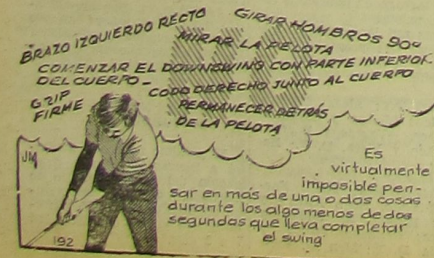 BRAZO IZQUIERDO RECTO
GIRAR HOMBROS 90º
MIRAR LA PELOTA
COMENZAR EL DOWNSWING CON PARTE INFERIOR
DEL CUERPO-
CODO DERECHO JUNTO AL CUERPO
GRIP
FIRME
PERMANECER DETRÁS
DE LA PELOTA
JM
192
Es
virtualmente
imposible pen-
sar en más de una o dos cosas
durante los algo menos de dos
segundos que lleva completar
el swing